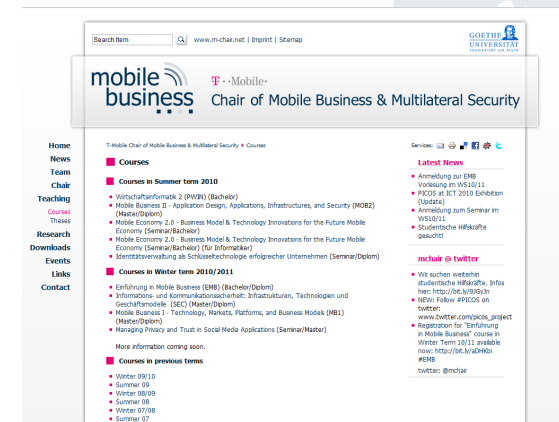 Search Item
www.m-chair.net | Imprint | Sitemap
GOETHE
UNIVERSITÄT
FRANKFURT AM MAIN
mobile
business
T · · Mobile ·
Chair of Mobile Business & Multilateral Security
Home
News
Team
Chair
Teaching
Courses
Theses
Research
Downloads
Events
Links
Contact
T-Mobile Chair of Mobile Business & Multilateral Security Courses
Courses
Courses in Summer term 2010
Wirtschaftsinformatik 2 (PWIN) (Bachelor)
Mobile Business II - Application Design, Applications, Infrastructures, and Security (MOB2)
(Master/Diplom)
Mobile Economy 2.0 - Business Model & Technology Innovations for the Future Mobile
Economy (Seminar/Bachelor)
Mobile Economy 2.0 - Business Model & Technology Innovations for the Future Mobile
Economy (Seminar/Bachelor) (für Informatiker)
Identitätsverwaltung als Schlüsseltechnologie erfolgreicher Unternehmen (Seminar/Diplom)
Courses in Winter term 2010/2011
Einführung in Mobile Business (EMB) (Bachelor/Diplom)
Informations- und Kommunikationssicherheit: Infrastrukturen, Technologien und
Geschäftsmodelle (SEC) (Master/Diplom)
Mobile Business I - Technology, Markets, Platforms, and Business Models (MB1)
(Master/Diplom)
Managing Privacy and Trust in Social Media Applications (Seminar/Master)
More information coming soon.
Courses in previous terms
Winter 09/10
Summer 09
Winter 08/09
Summer 08
Winter 07/08
Summer 07
Services:
Latest News
Anmeldung zur EMB
Vorlesung im WS10/11
PICOS at ICT 2010 Exhibition
(Update)
Anmeldung zum Seminar im
WS10/11
Studentische Hilfskräfte
gesucht!
mchair @ twitter
Wir suchen weiterhin
studentische Hilfskräfte. Infos
hier: http://bit.ly/93GyJn
NEW: Follow #PICOS on
twitter:
www.twitter.com/picos_project
Registration for "Einführung
in Mobile Business" course in
Winter Term 10/11 available
now: http://bit.ly/aDHKbi
#EMB
twitter: @mchair